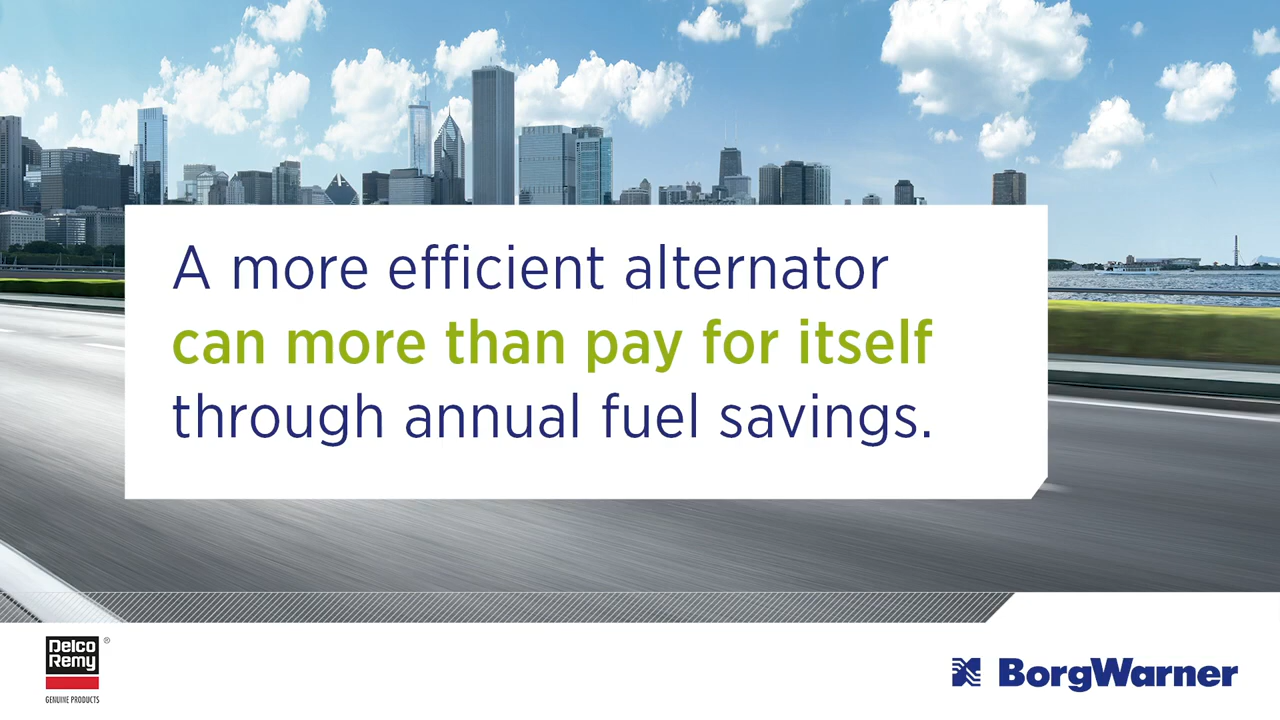 A more efficient alternator
can more than pay for itself
through annual fuel savings.
Delco
Remy
®
GENUINE PRODUCTS
BorgWarner